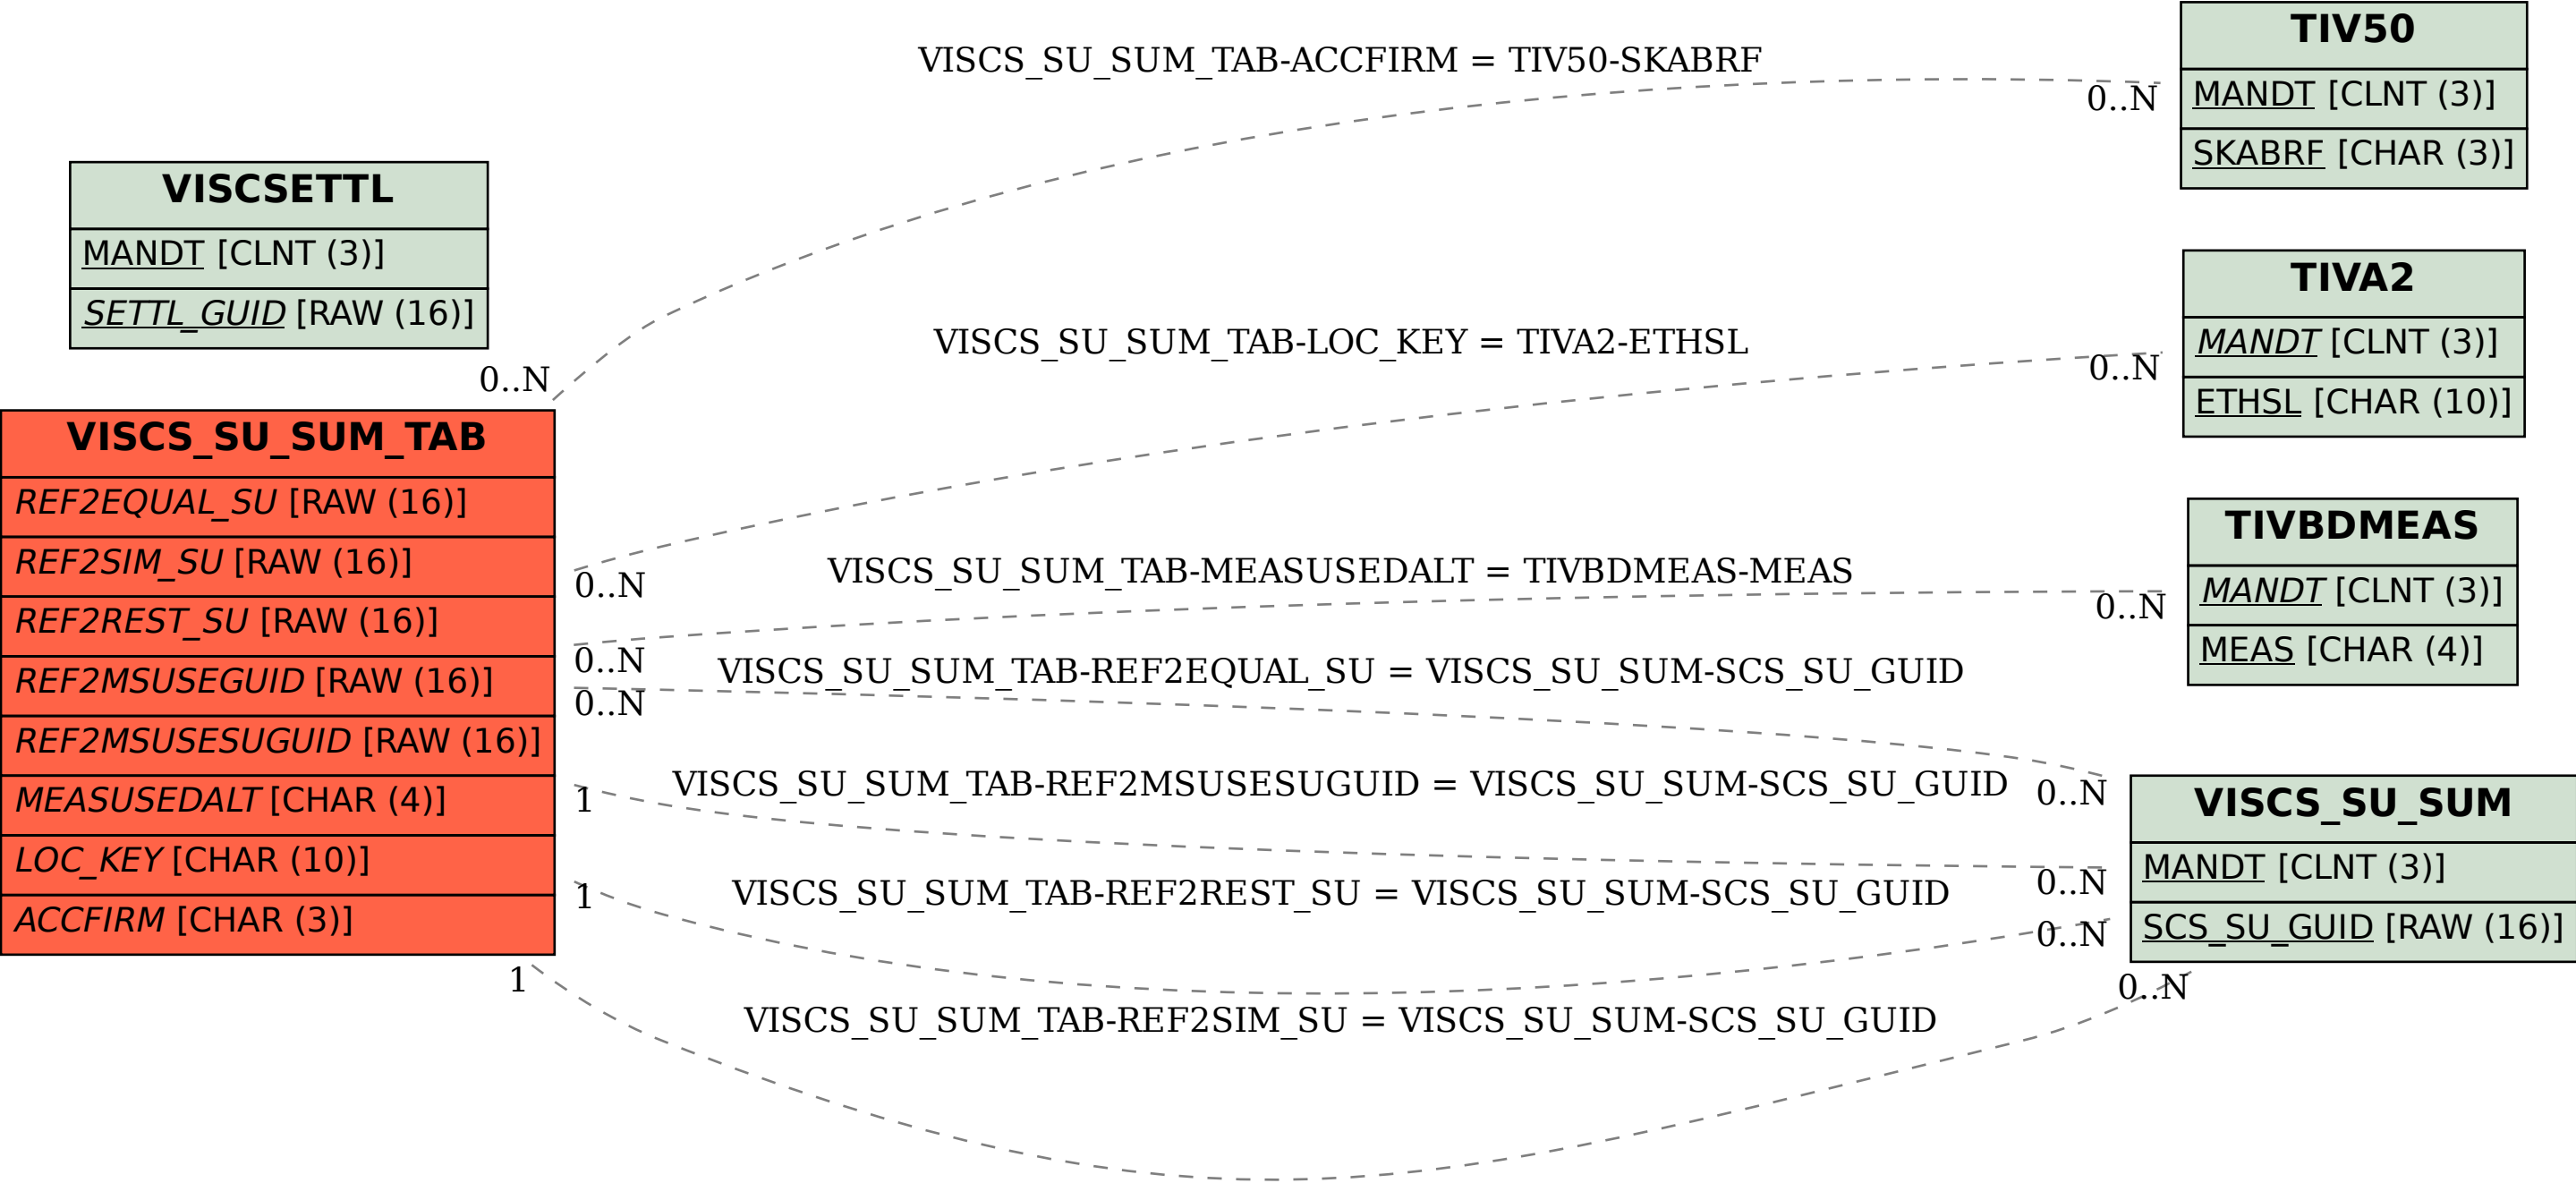 VISCSETTL
MANDT [CLNT (3)]
SETTL_GUID [RAW (16)]
VISCS_SU_SUM_TAB
REF2EQUAL_SU [RAW (16)]
REF2SIM_SU [RAW (16)]
REF2REST_SU [RAW (16)]
REF2MSUSEGUID [RAW (16)]
REF2MSUSESUGUID [RAW (16)]
MEASUSEDALT [CHAR (4)]
LOC_KEY [CHAR (10)]
ACCFIRM [CHAR (3)]
VISCS_SU_SUM_TAB-ACCFIRM = TIV50-SKABRF
0..N
0..N
VISCS_SU_SUM_TAB-LOC_KEY = TIVA2-ETHSL
0..N
0..N
VISCS_SU_SUM_TAB-MEASUSEDALT = TIVBDMEAS-MEAS
0..N
0..N
VISCS_SU_SUM_TAB-REF2EQUAL_SU = VISCS_SU_SUM-SCS_SU_GUID
0..N
0..N
VISCS_SU_SUM_TAB-REF2MSUSESUGUID = VISCS_SU_SUM-SCS_SU_GUID
1
0..N
VISCS_SU_SUM_TAB-REF2REST_SU = VISCS_SU_SUM-SCS_SU_GUID
1
0..N
VISCS_SU_SUM_TAB-REF2SIM_SU = VISCS_SU_SUM-SCS_SU_GUID
1
0..N
TIV50
MANDT [CLNT (3)]
SKABRF [CHAR (3)]
TIVA2
MANDT [CLNT (3)]
ETHSL [CHAR (10)]
TIVBDMEAS
MANDT [CLNT (3)]
MEAS [CHAR (4)]
VISCS_SU_SUM
MANDT [CLNT (3)]
SCS_SU_GUID [RAW (16)]